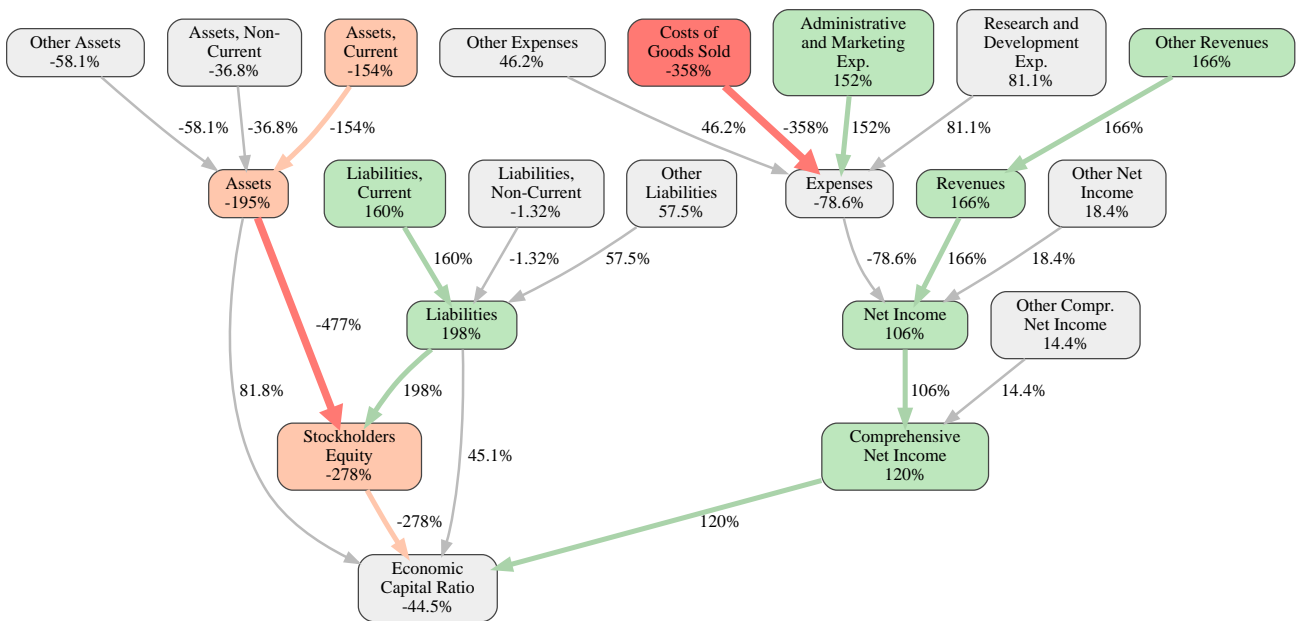 Other Assets
-58.1%
Assets, Non-
Current
-36.8%
Assets,
Current
-154%
Other Expenses
46.2%
Costs of
Goods Sold
-358%
Administrative
and Marketing
Exp.
152%
Research and
Development
Exp.
81.1%
Other Revenues
166%
-58.1%
-36.8%
-154%
46.2%
-358%
152%
81.1%
166%
Assets
-195%
Liabilities,
Current
160%
Liabilities,
Non-Current
-1.32%
Other
Liabilities
57.5%
Expenses
-78.6%
Revenues
166%
Other Net
Income
18.4%
160%
-1.32%
57.5%
-78.6%
166%
18.4%
-477%
Liabilities
198%
Net Income
106%
Other Compr.
Net Income
14.4%
81.8%
198%
106%
14.4%
Stockholders
Equity
-278%
45.1%
Comprehensive
Net Income
120%
-278%
120%
Economic
Capital Ratio
-44.5%